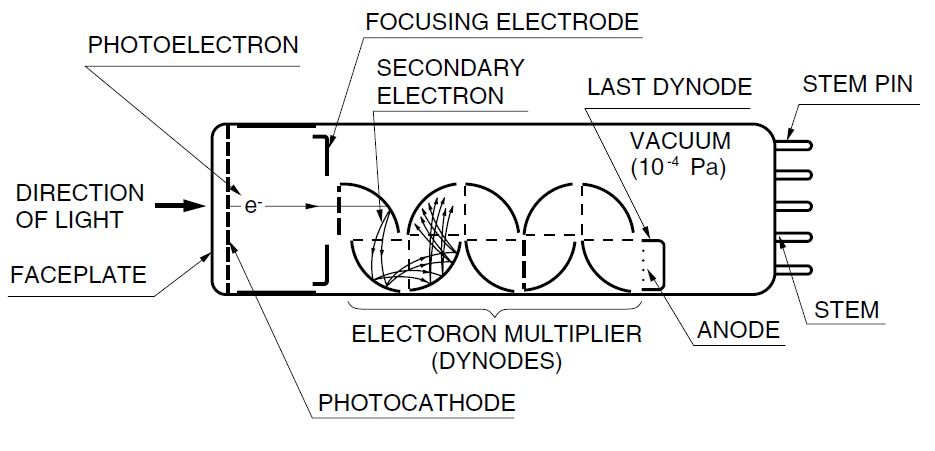 FOCUSING ELECTRODE
PHOTOELECTRON
SECONDARY
ELECTRON
LAST DYNODE
STEM PIN
VACUUM
(10-4 Pa)
DIRECTION
OF LIGHT
e-
FACEPLATE
STEM
ELECTORON MULTIPLIER
(DYNODES)
ANODE
PHOTOCATHODE